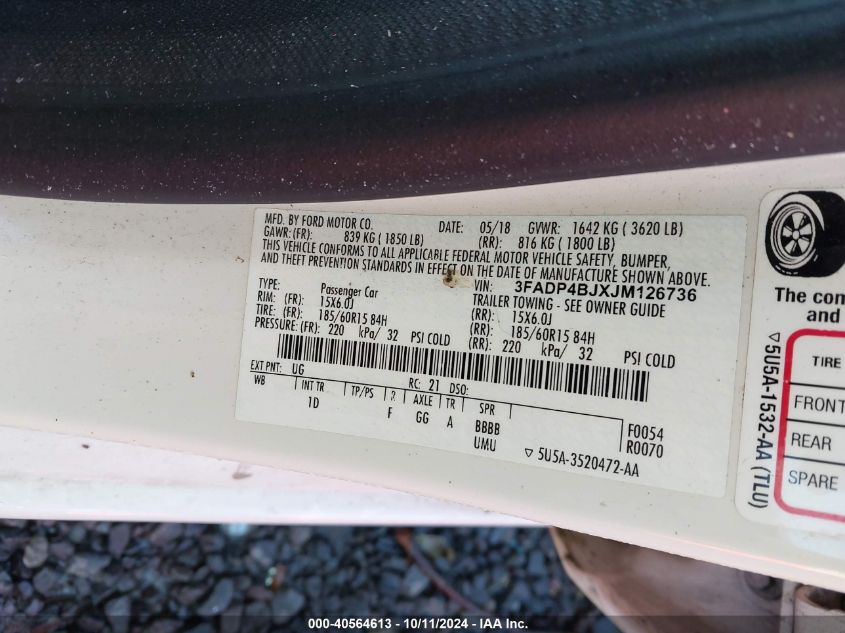 MFD. BY FORD MOTOR CO. DATE: 05/18 GVWR: 1642 KG ( 3620 LB)
GAWR:(FR): 839 KG ( 1850 LB) (RR): 816 KG ( 1800 LB)
THIS VEHICLE CONFORMS TO ALL APPLICABLE FEDERAL MOTOR VEHICLE SAFETY, BUMPER,
AND THEFT PREVENTION STANDARDS IN EFFECT ON THE DATE OF MANUFACTURE SHOWN ABOVE.
VIN: 3FADP4BJXJM126736
TYPE: Passenger Car TRAILER TOWING - SEE OWNER GUIDE
RIM: (FR): 15X6.0J (RR): 15X6.0J
TIRE: (FR): 185/60R15 84H (RR): 185/60R15 84H
PRESSURE: (FR): 220 kPa/ 32 PSI COLD (RR): 220 kPa/ 32 PSI COLD
EXT PNT: UG RC: 21 DSO:
WB INT TR TP/PS R AXLE TR SPR F0054
1D F GG A BBBB R0070
UMU ▽ 5U5A-3520472-AA
The com
and
TIRE
FRONT
REAR
SPARE
▽5U5A-1532-AA (TLU)
000-40564613 - 10/11/2024 - IAA Inc.